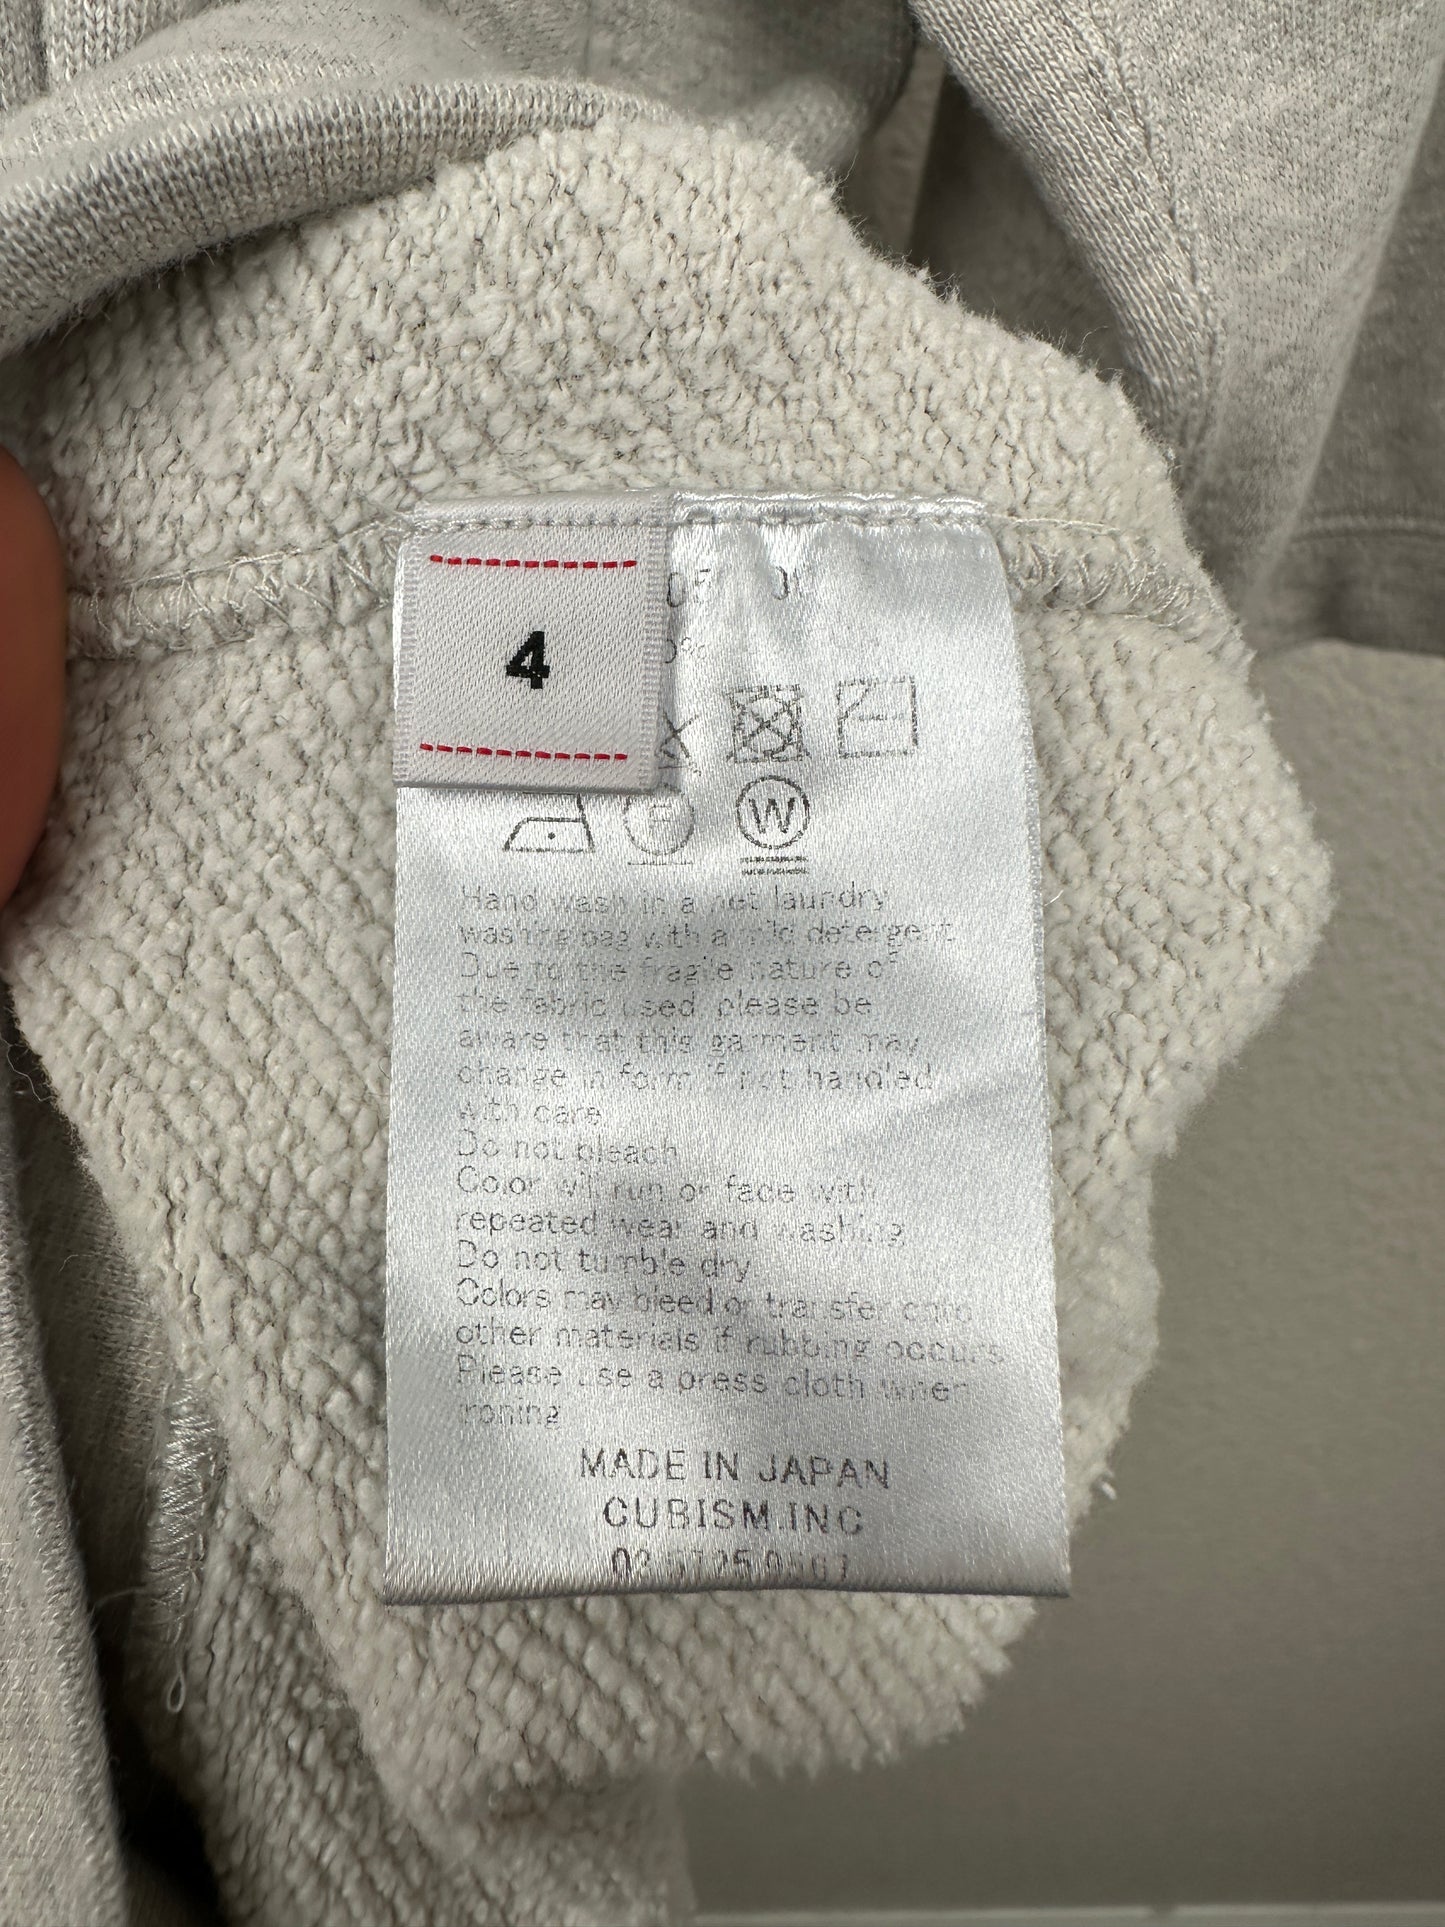 4
W
Hand wash in a net laundry
washing bag with a mild detergent
Due to the fragile nature of
the fabric used, please be
aware that this garment may
change in form if not handled
with care
Do not bleach
Color will run or fade with
repeated wear and washing
Do not tumble dry
Colors may bleed or transfer onto
other materials if rubbing occurs
Please use a press cloth when
ironing
MADE IN JAPAN
CUBISM.INC